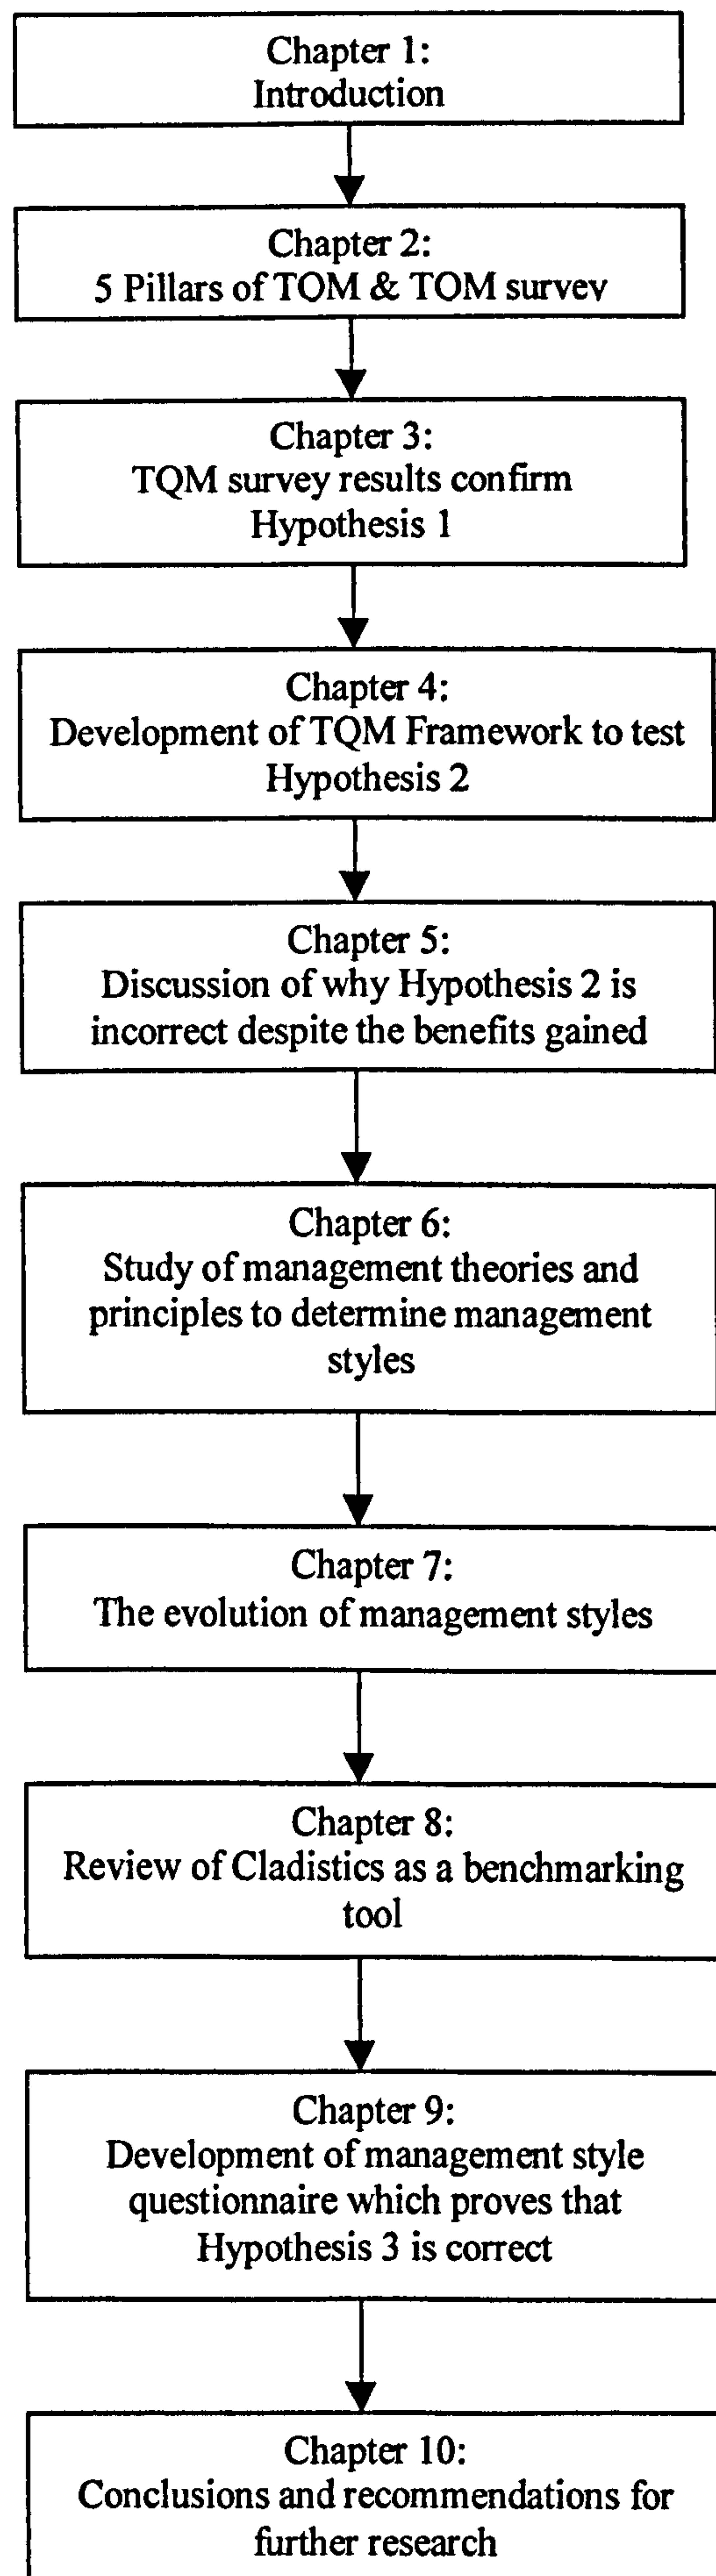 Chapter 1:
Introduction
Chapter 2:
5 Pillars of TQM & TQM survey
Chapter 3:
TQM survey results confirm
Hypothesis 1
Chapter 4:
Development of TQM Framework to test
Hypothesis 2
Chapter 5:
Discussion of why Hypothesis 2 is
incorrect despite the benefits gained
Chapter 6:
Study of management theories and
principles to determine management
styles
Chapter 7:
The evolution of management styles
Chapter 8:
Review of Cladistics as a benchmarking
tool
Chapter 9:
Development of management style
questionnaire which proves that
Hypothesis 3 is correct
Chapter 10:
Conclusions and recommendations for
further research